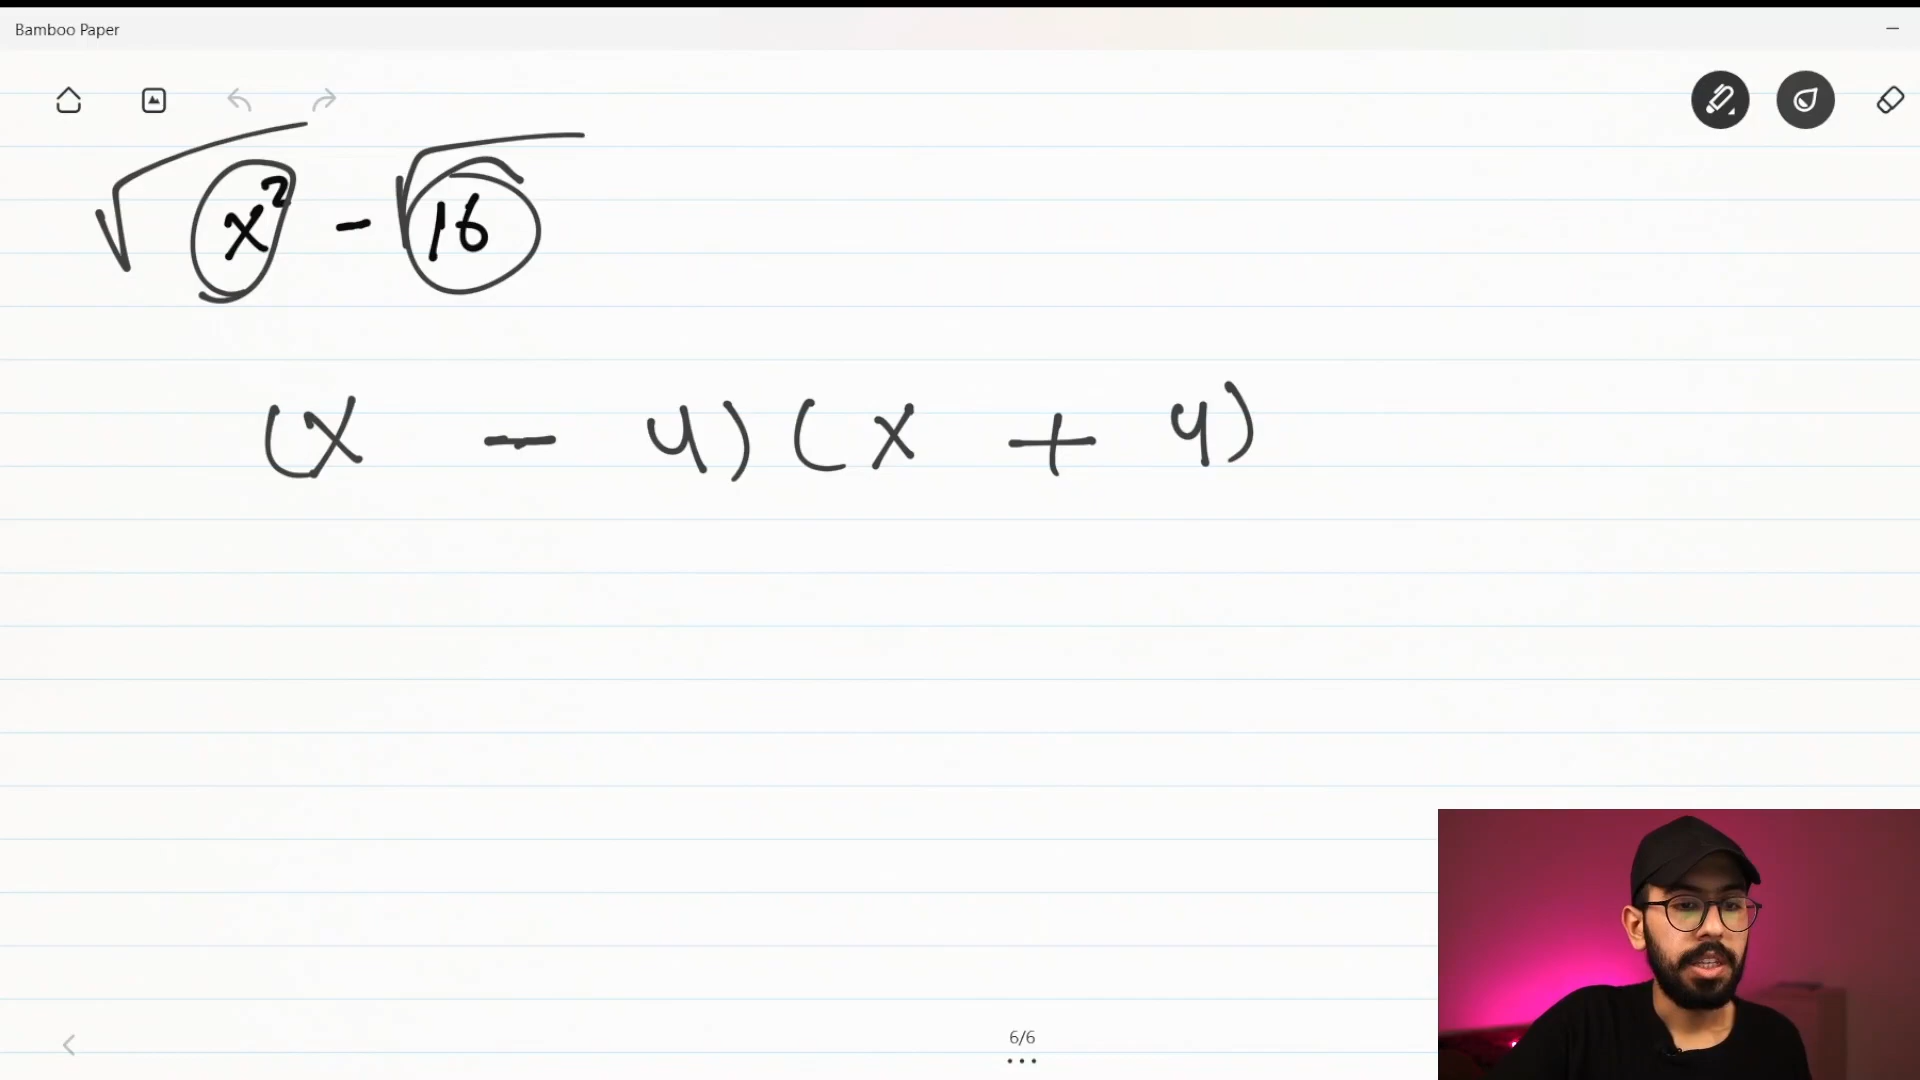 Bamboo Paper
√x² - √16
(x - 4)(x + 4)
6/6